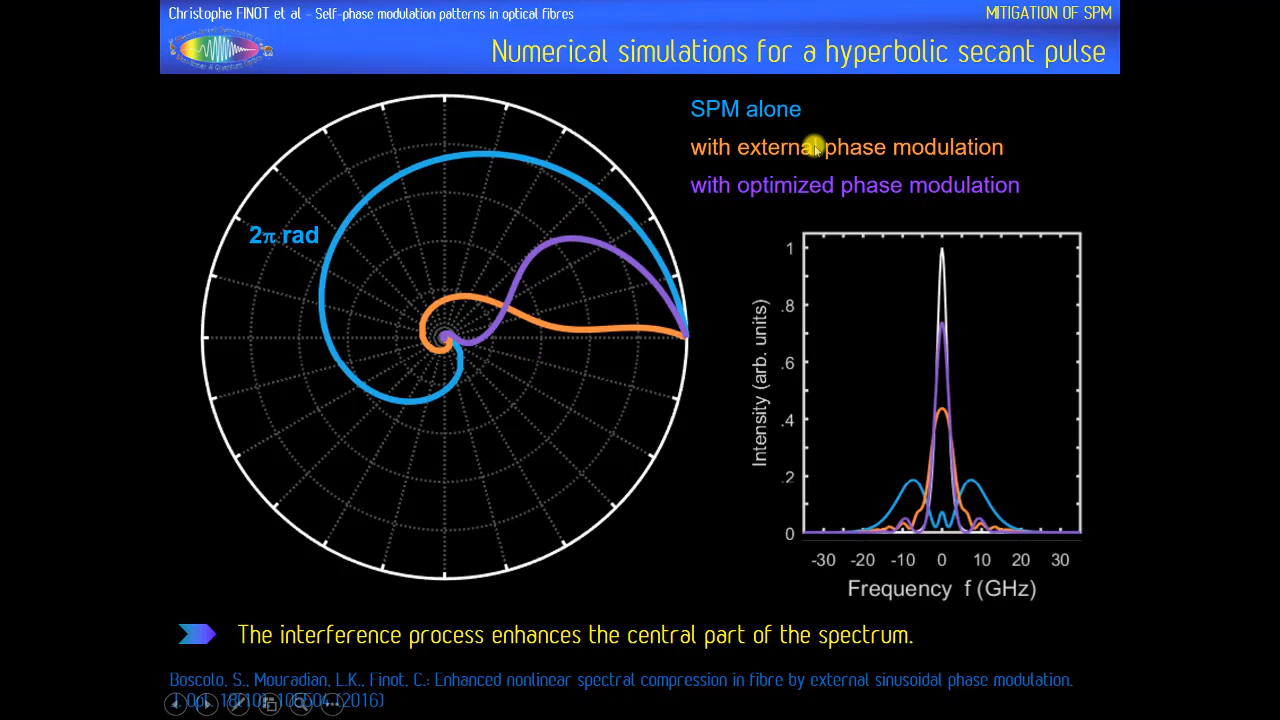 Christophe FINOT et al – Self-phase modulation patterns in optical fibres
MITIGATION OF SPM
Numerical simulations for a hyperbolic secant pulse
SPM alone
with external phase modulation
with optimized phase modulation
2π rad
1
.8
.6
.4
.2
0
Intensity (arb. units)
-30 -20 -10 0 10 20 30
Frequency f (GHz)
The interference process enhances the central part of the spectrum.
Boscolo, S., Mouradian, L.K., Finot, C.: Enhanced nonlinear spectral compression in fibre by external sinusoidal phase modulation.
(2016)